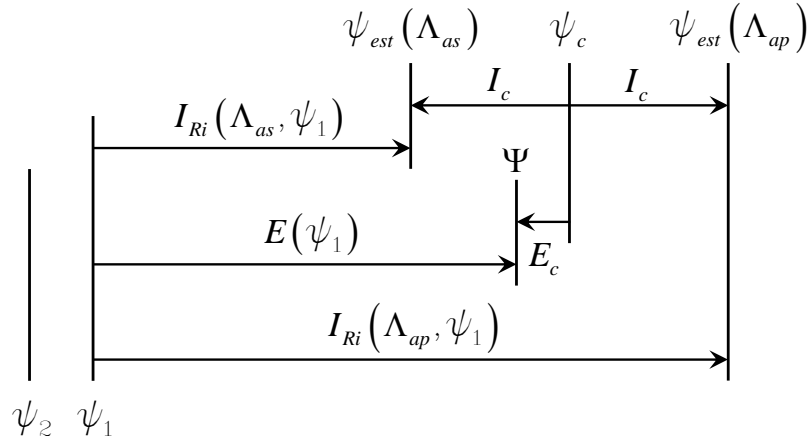 ψ_est(Λ_as) ψ_c ψ_est(Λ_ap)
I_c I_c
I_Ri(Λ_as, ψ_1)
Ψ
E(ψ_1)
E_c
I_Ri(Λ_ap, ψ_1)
ψ_2 ψ_1